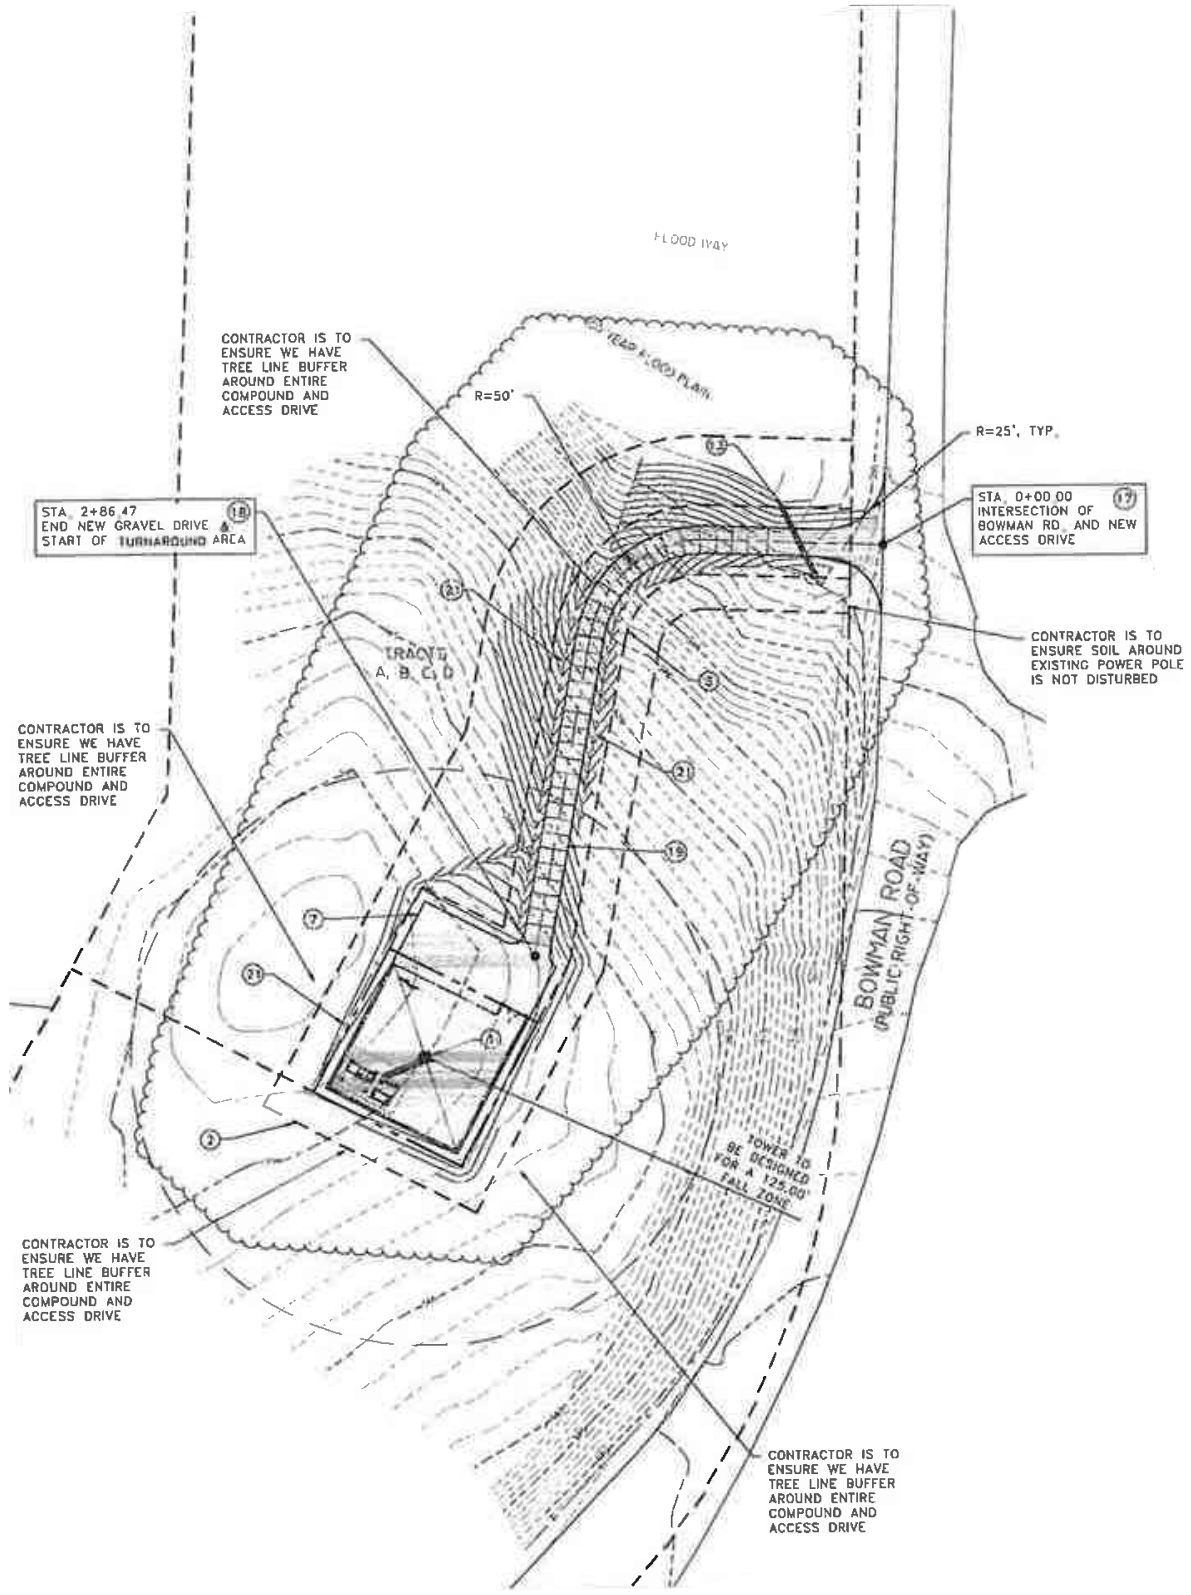 FLOOD WAY
CONTRACTOR IS TO
ENSURE WE HAVE
TREE LINE BUFFER
AROUND ENTIRE
COMPOUND AND
ACCESS DRIVE
YEAR FLOOD PLAIN
R=50'
13
R=25', TYP.
STA. 2+86.47
18
END NEW GRAVEL DRIVE &
START OF TURNAROUND AREA
STA. 0+00.00
17
INTERSECTION OF
BOWMAN RD. AND NEW
ACCESS DRIVE
21
CONTRACTOR IS TO
ENSURE SOIL AROUND
EXISTING POWER POLE
IS NOT DISTURBED
TRACTS
A, B, C, D
CONTRACTOR IS TO
ENSURE WE HAVE
TREE LINE BUFFER
AROUND ENTIRE
COMPOUND AND
ACCESS DRIVE
21
19
7
BOWMAN ROAD
(PUBLIC RIGHT-OF-WAY)
21
2
TOWER TO
BE DESIGNED
FOR A 125.00'
FALL ZONE
CONTRACTOR IS TO
ENSURE WE HAVE
TREE LINE BUFFER
AROUND ENTIRE
COMPOUND AND
ACCESS DRIVE
CONTRACTOR IS TO
ENSURE WE HAVE
TREE LINE BUFFER
AROUND ENTIRE
COMPOUND AND
ACCESS DRIVE